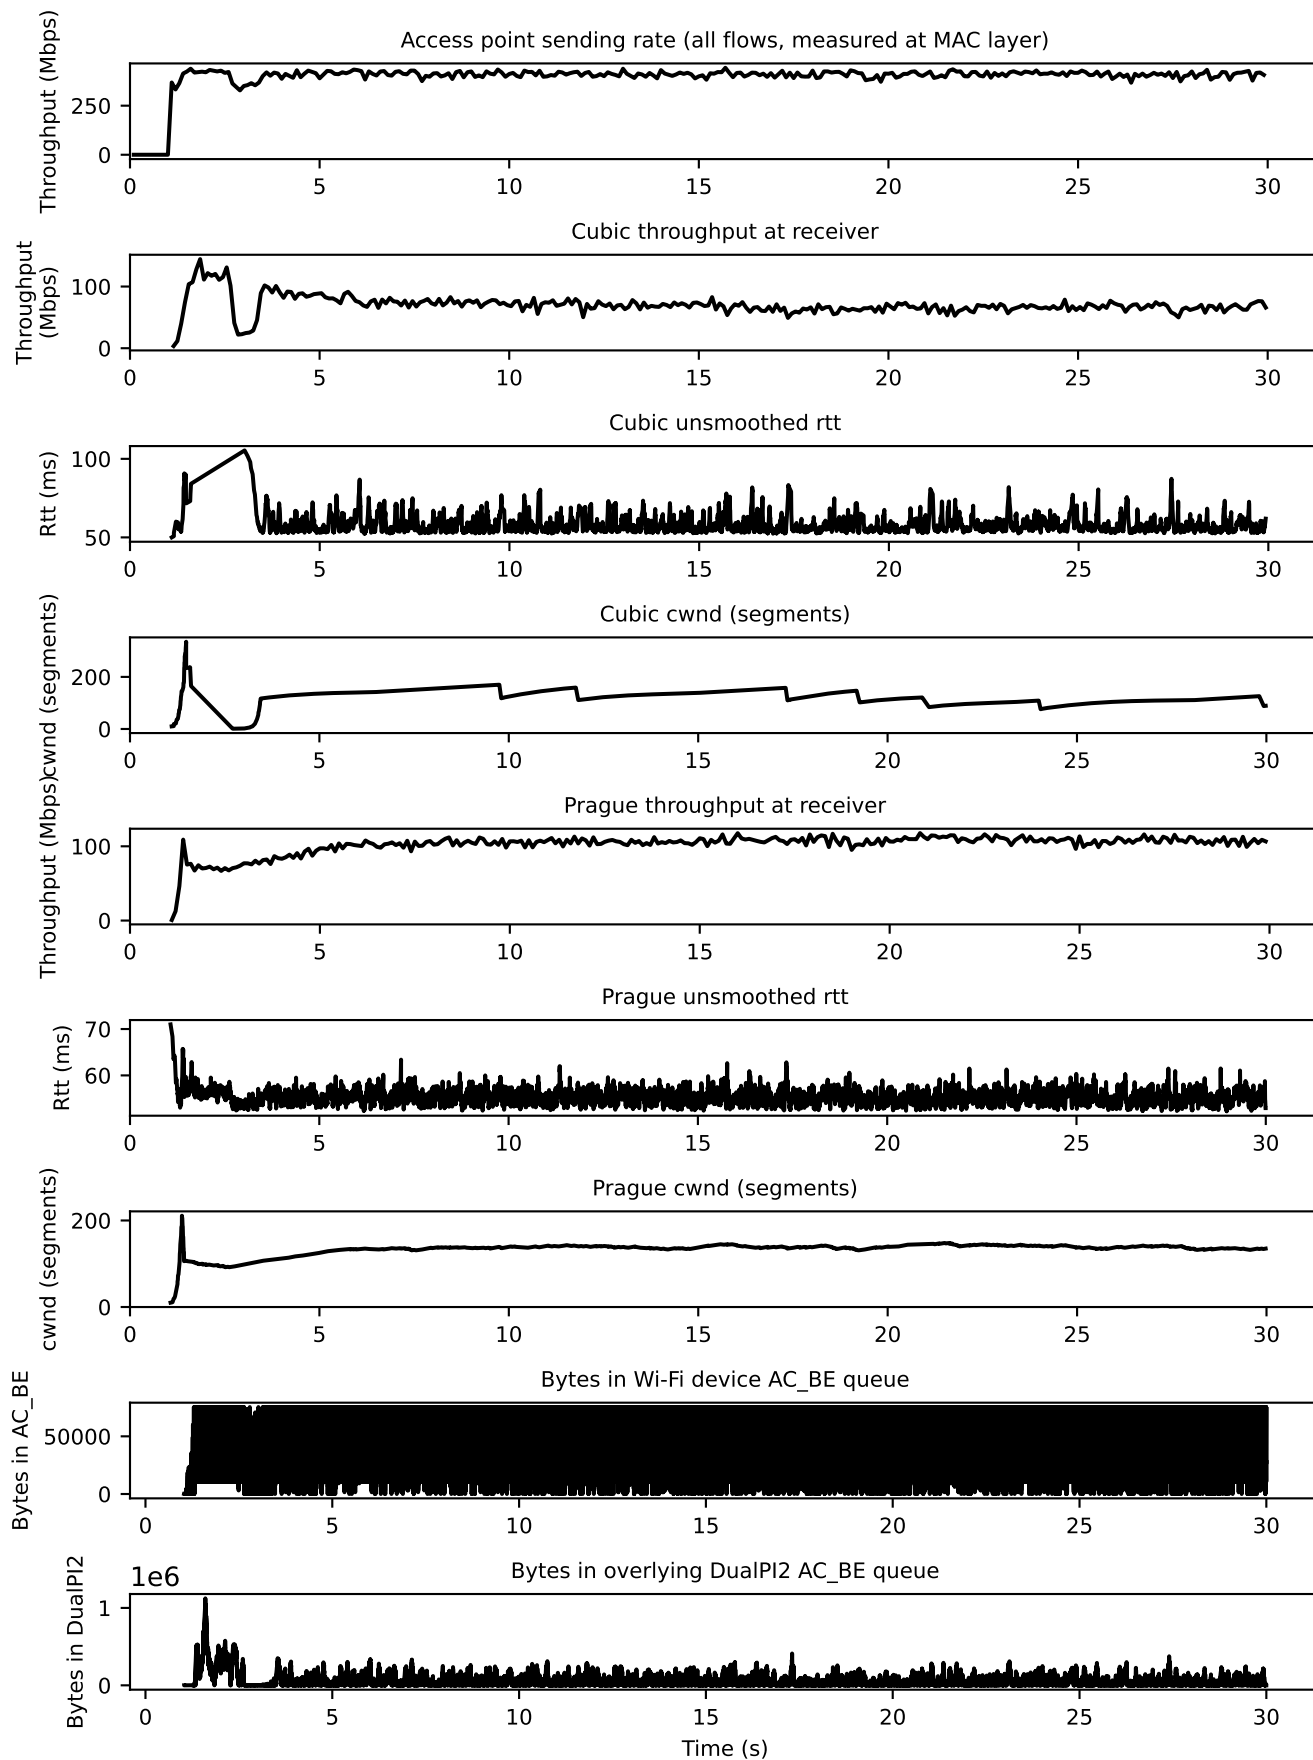 Access point sending rate (all flows, measured at MAC layer)
Throughput (Mbps)
250
0
0 5 10 15 20 25 30
Cubic throughput at receiver
Throughput
(Mbps)
100
0
0 5 10 15 20 25 30
Cubic unsmoothed rtt
Rtt (ms)
100
50
0 5 10 15 20 25 30
Cubic cwnd (segments)
cwnd (segments)
200
0
0 5 10 15 20 25 30
Prague throughput at receiver
Throughput (Mbps)
100
0
0 5 10 15 20 25 30
Prague unsmoothed rtt
Rtt (ms)
70
60
0 5 10 15 20 25 30
Prague cwnd (segments)
cwnd (segments)
200
0
0 5 10 15 20 25 30
Bytes in Wi-Fi device AC_BE queue
Bytes in AC_BE
50000
0
0 5 10 15 20 25 30
Bytes in overlying DualPI2 AC_BE queue
Bytes in DualPI2
1e6
1
0
0 5 10 15 20 25 30
Time (s)